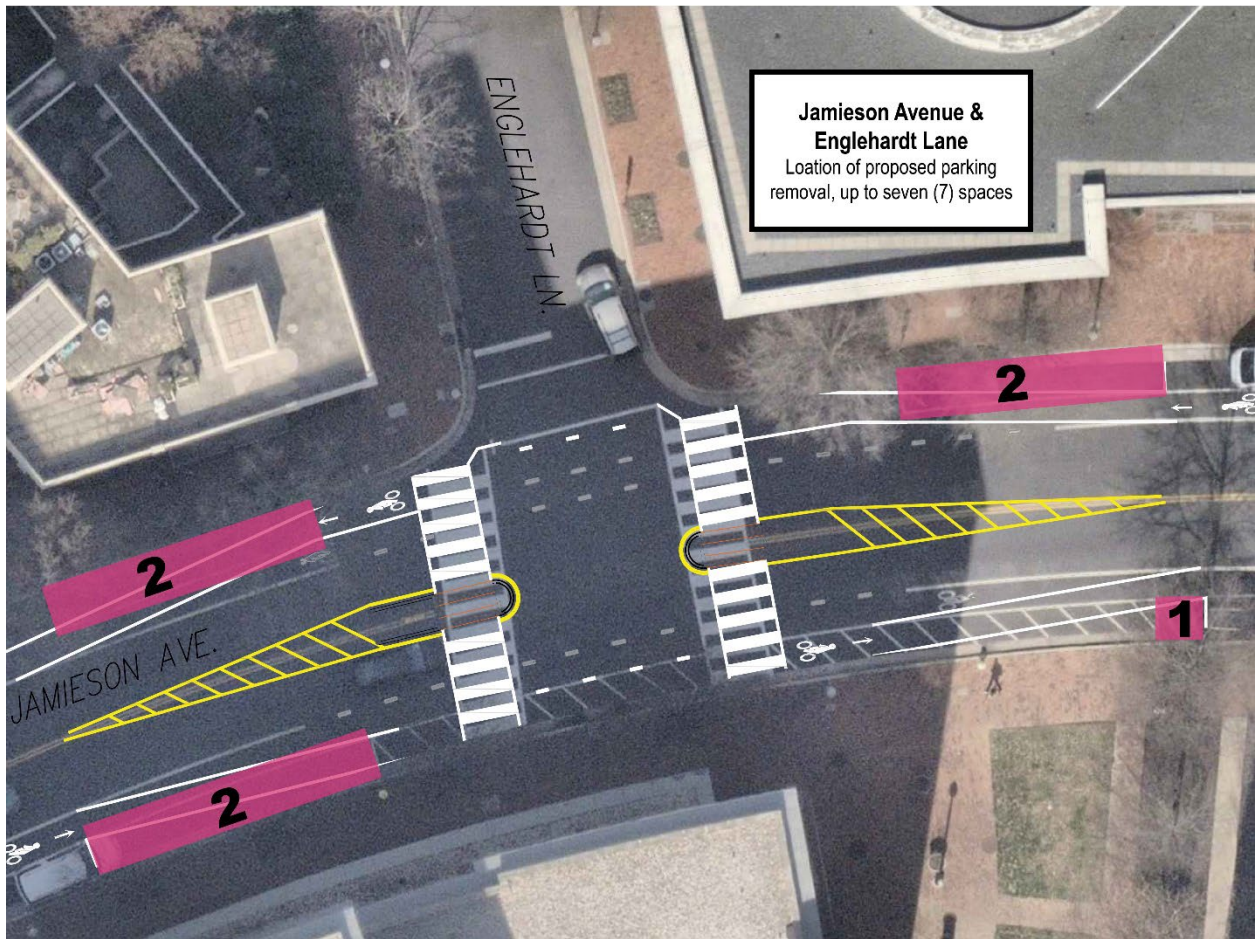 Jamieson Avenue &
Englehardt Lane
Loation of proposed parking
removal, up to seven (7) spaces
ENGLEHARDT LN.
2
2
1
JAMIESON AVE.
2